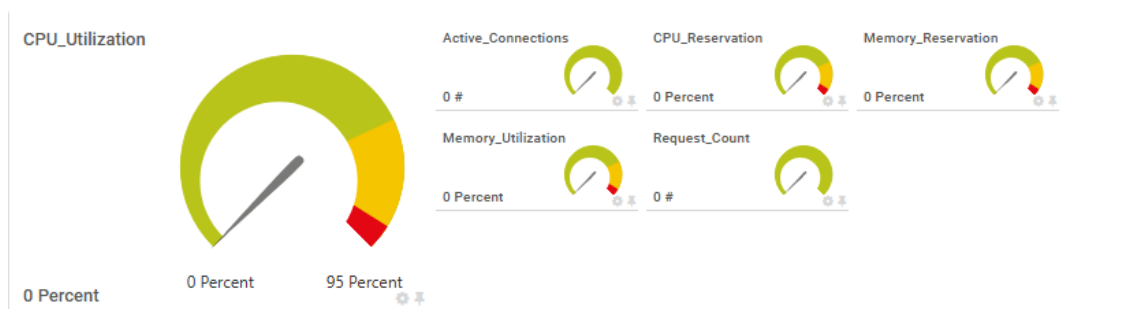 CPU_Utilization
0 Percent
95 Percent
0 Percent
Active_Connections
0 #
CPU_Reservation
0 Percent
Memory_Reservation
0 Percent
Memory_Utilization
0 Percent
Request_Count
0 #